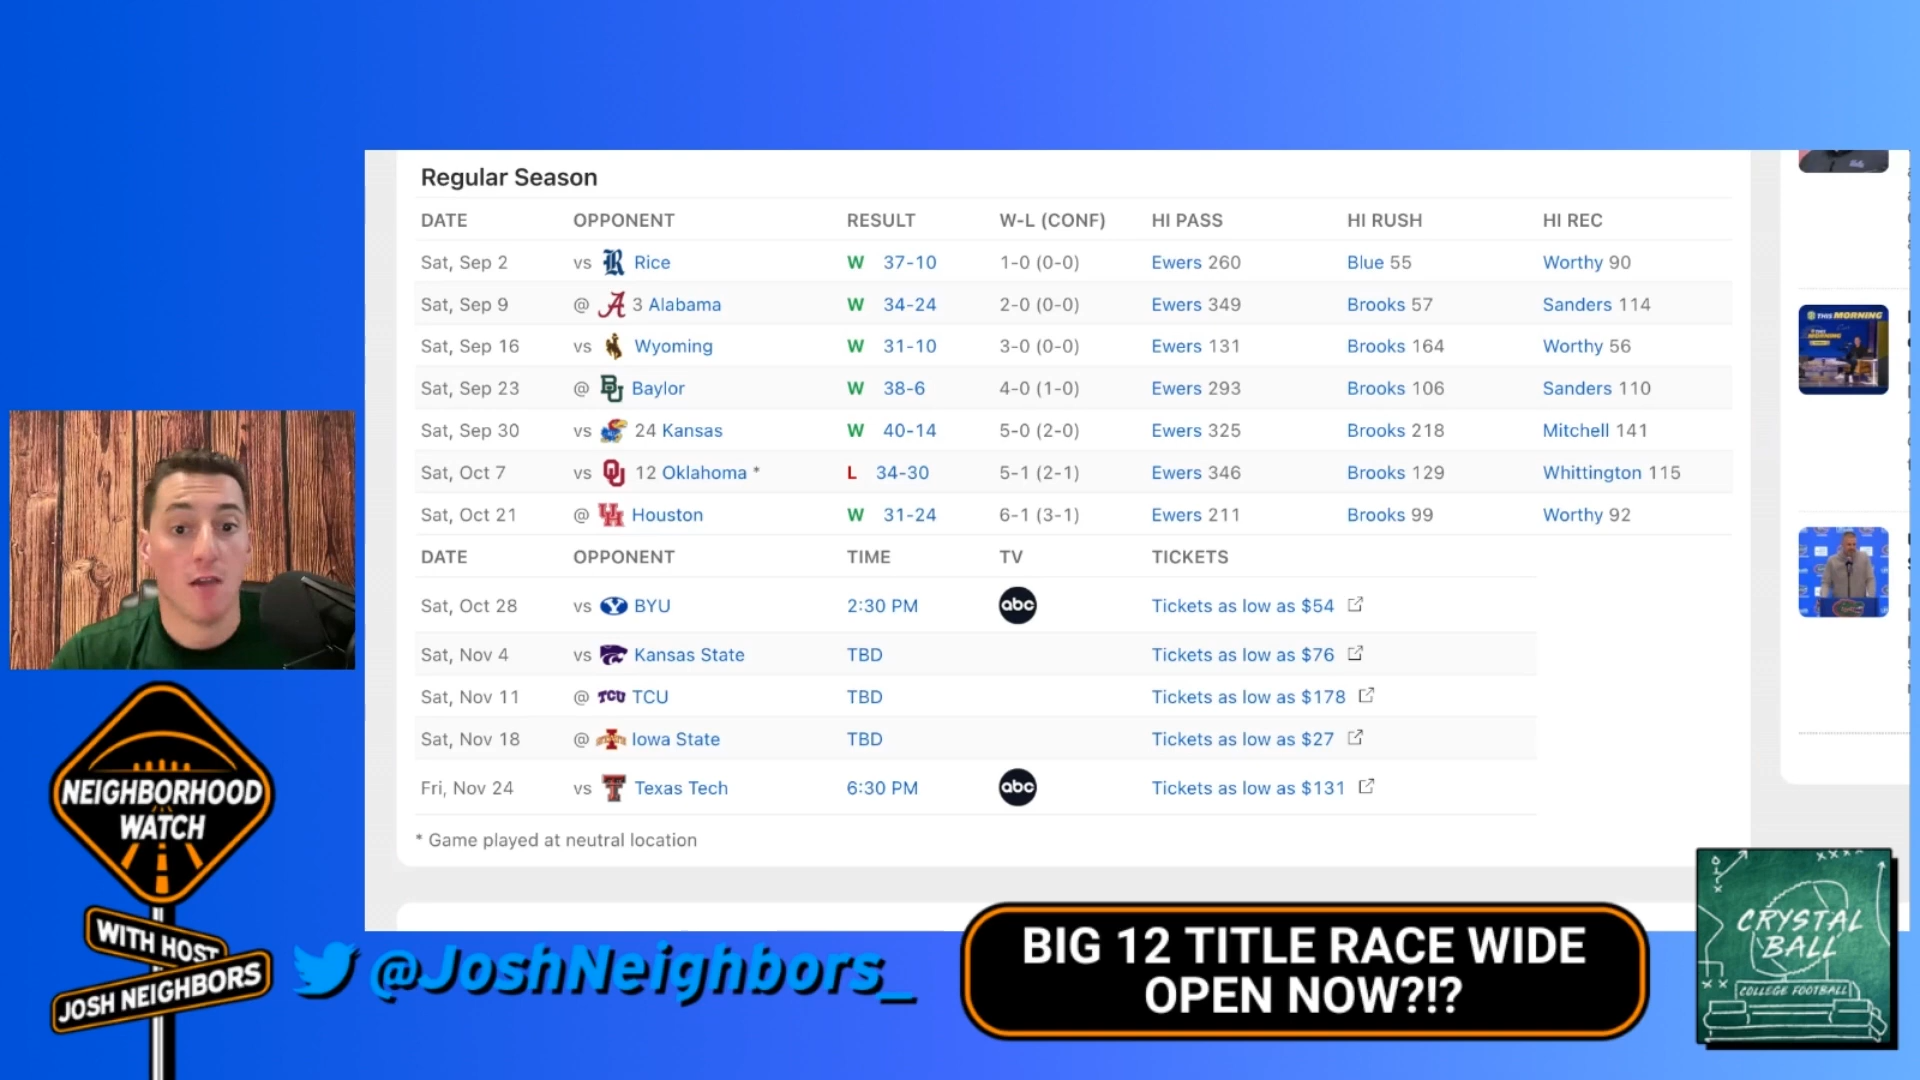 Regular Season
DATE OPPONENT RESULT W-L (CONF) HI PASS HI RUSH HI REC
Sat, Sep 2 vs Rice W 37-10 1-0 (0-0) Ewers 260 Blue 55 Worthy 90
Sat, Sep 9 @ 3 Alabama W 34-24 2-0 (0-0) Ewers 349 Brooks 57 Sanders 114
Sat, Sep 16 vs Wyoming W 31-10 3-0 (0-0) Ewers 131 Brooks 164 Worthy 56
Sat, Sep 23 @ Baylor W 38-6 4-0 (1-0) Ewers 293 Brooks 106 Sanders 110
Sat, Sep 30 vs 24 Kansas W 40-14 5-0 (2-0) Ewers 325 Brooks 218 Mitchell 141
Sat, Oct 7 vs 12 Oklahoma * L 34-30 5-1 (2-1) Ewers 346 Brooks 129 Whittington 115
Sat, Oct 21 @ Houston W 31-24 6-1 (3-1) Ewers 211 Brooks 99 Worthy 92
DATE OPPONENT TIME TV TICKETS
Sat, Oct 28 vs BYU 2:30 PM abc Tickets as low as $54
Sat, Nov 4 vs Kansas State TBD Tickets as low as $76
Sat, Nov 11 @ TCU TCU TBD Tickets as low as $178
Sat, Nov 18 @ Iowa State TBD Tickets as low as $27
Fri, Nov 24 vs Texas Tech 6:30 PM abc Tickets as low as $131
* Game played at neutral location
THIS MORNING
NEIGHBORHOOD
WATCH
WITH HOST
JOSH NEIGHBORS
@JoshNeighbors_
BIG 12 TITLE RACE WIDE
OPEN NOW?!?
CRYSTAL
BALL
COLLEGE FOOTBALL